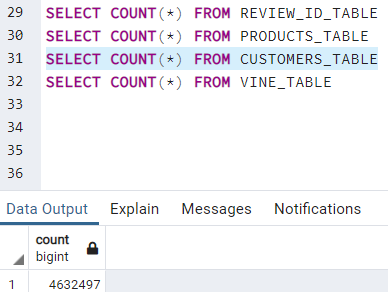 29 SELECT COUNT(*) FROM REVIEW_ID_TABLE
30 SELECT COUNT(*) FROM PRODUCTS_TABLE
31 SELECT COUNT(*) FROM CUSTOMERS_TABLE
32 SELECT COUNT(*) FROM VINE_TABLE
33
34
35
36
Data Output Explain Messages Notifications
count
bigint
1 4632497